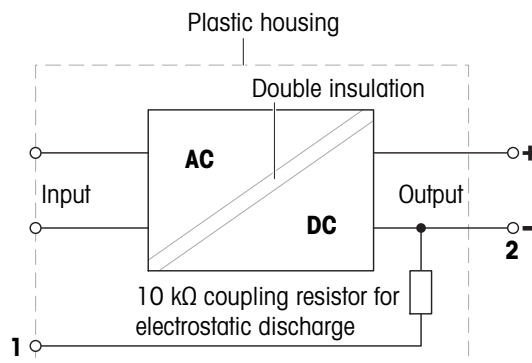 Plastic housing
Double insulation
AC
+
Input
Output
DC
-
2
10 kΩ coupling resistor for
electrostatic discharge
1